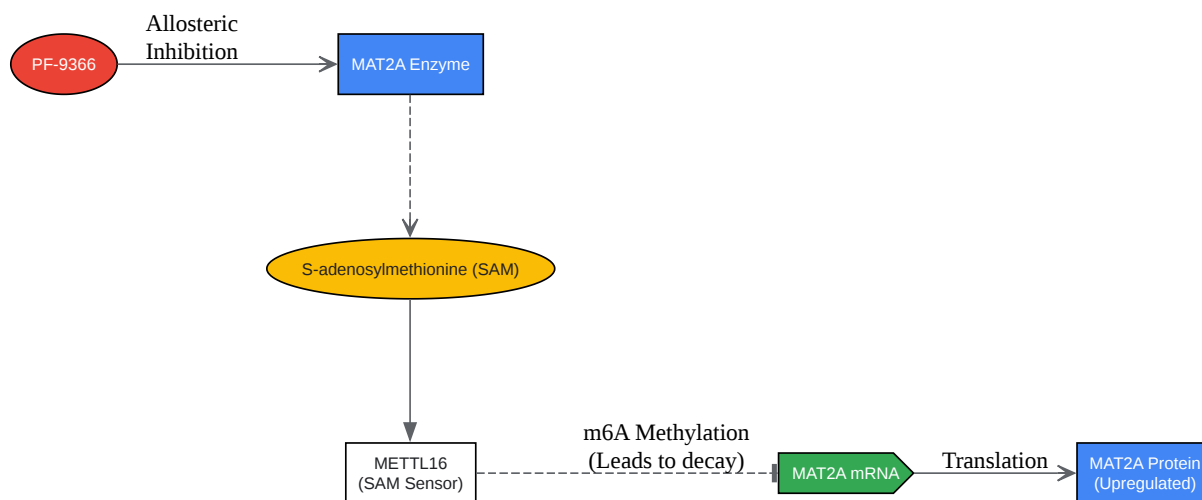 Allosteric
Inhibition
PF-9366
MAT2A Enzyme
S-adenosylmethionine (SAM)
METTL16
(SAM Sensor)
m6A Methylation
(Leads to decay)
MAT2A mRNA
Translation
MAT2A Protein
(Upregulated)